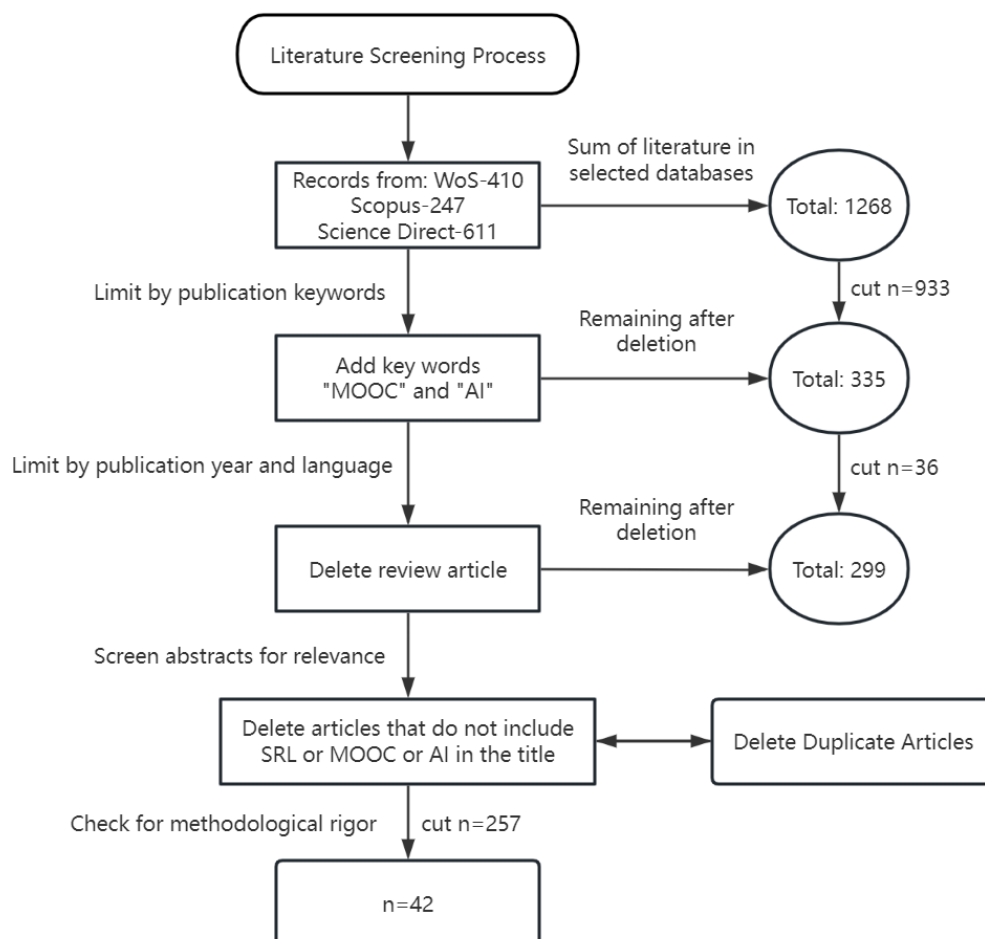 Literature Screening Process
Sum of literature in
selected databases
Records from: WoS-410
Scopus-247
Science Direct-611
Total: 1268
Limit by publication keywords
cut n=933
Remaining after
deletion
Add key words
"MOOC" and "AI"
Total: 335
Limit by publication year and language
cut n=36
Remaining after
deletion
Delete review article
Total: 299
Screen abstracts for relevance
Delete articles that do not include
SRL or MOOC or AI in the title
Delete Duplicate Articles
Check for methodological rigor
cut n=257
n=42